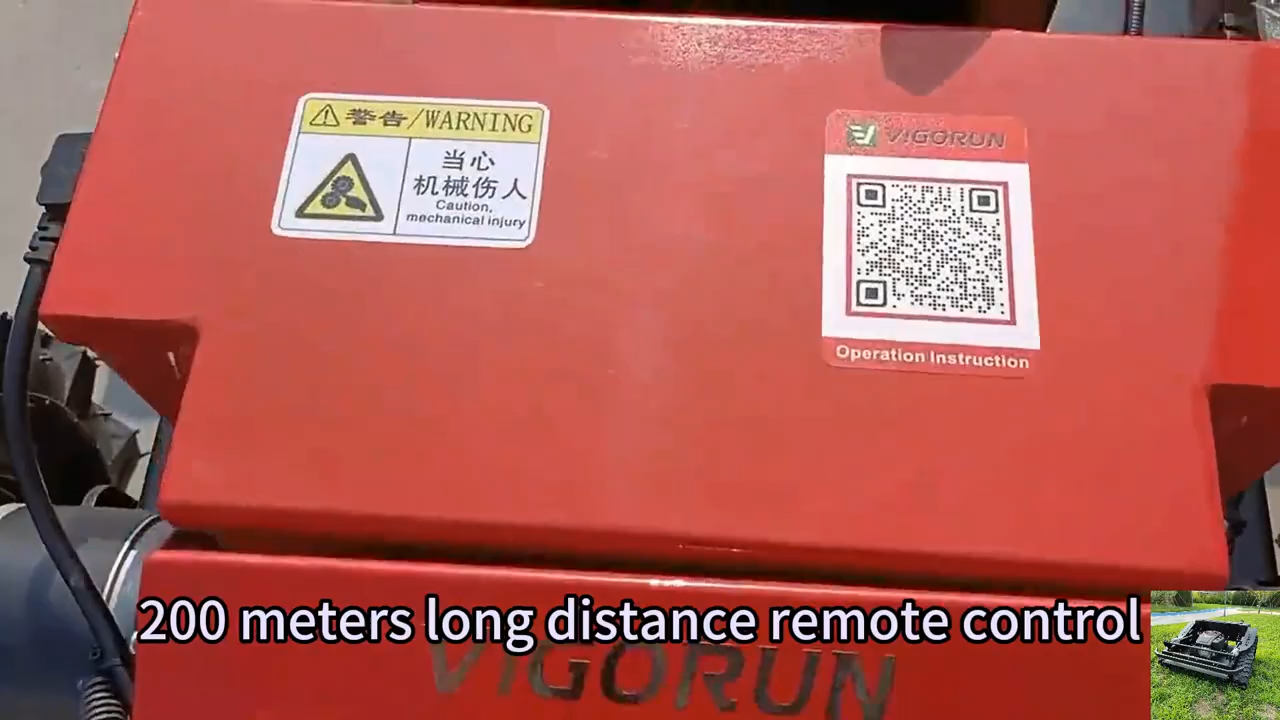 警告/WARNING
当心
机械伤人
Caution,
mechanical injury
VIGORUN
Operation Instruction
200 meters long distance remote control
VIGORUN